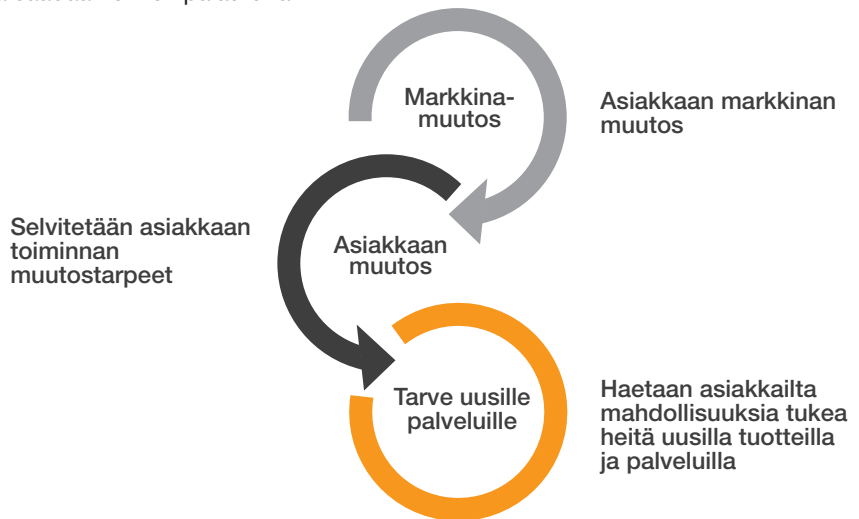 Markkina-
muutos
Asiakkaan markkinan
muutos
Selvitetään asiakkaan
toiminnan
muutostarpeet
Asiakkaan
muutos
Tarve uusille
palveluille
Haetaan asiakkailta
mahdollisuuksia tukea
heitä uusilla tuotteilla
ja palveluilla